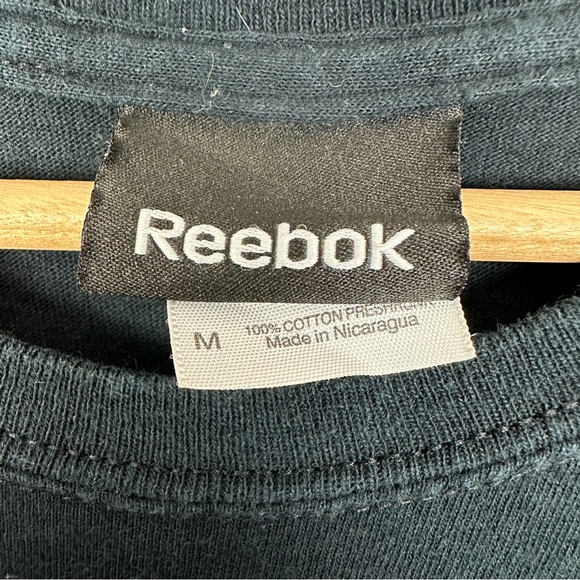 Reebok
M
100% COTTON PRESHRUNK
Made in Nicaragua